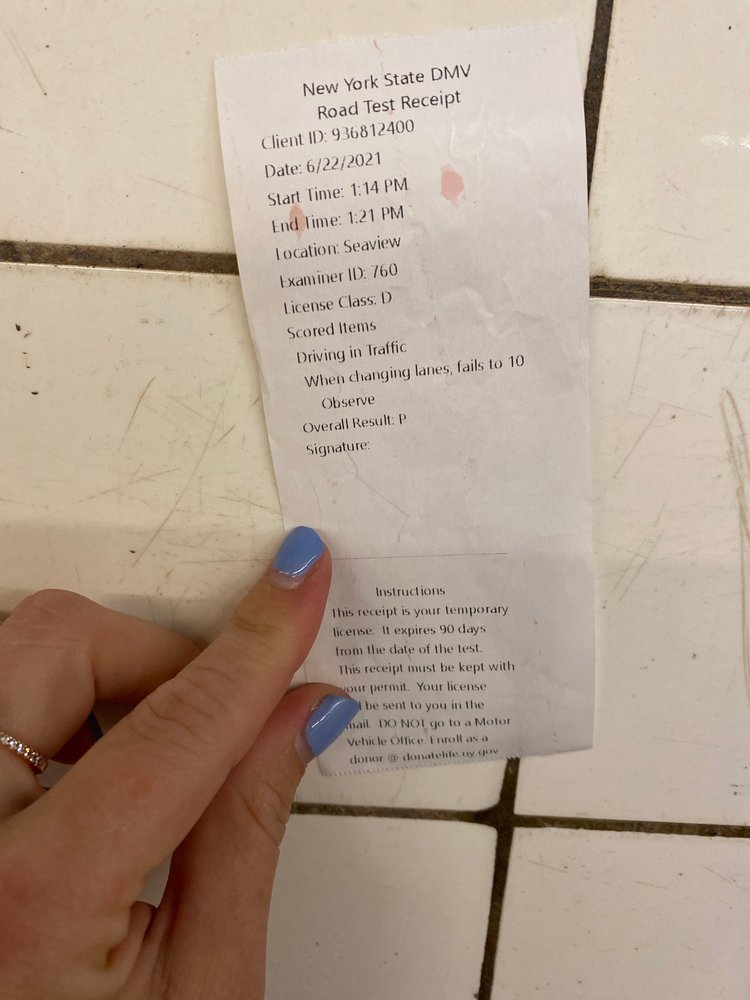 New York State DMV
Road Test Receipt
Client ID: 936812400
Date: 6/22/2021
Start Time: 1:14 PM
End Time: 1:21 PM
Location: Seaview
Examiner ID: 760
License Class: D
Scored Items
Driving in Traffic
When changing lanes, fails to 10
Observe
Overall Result: P
Signature:
Instructions
This receipt is your temporary
license. It expires 90 days
from the date of the test.
This receipt must be kept with
your permit. Your license
be sent to you in the
mail. DO NOT go to a Motor
Vehicle Office. Enroll as a
donor @ donatelife.ny.gov